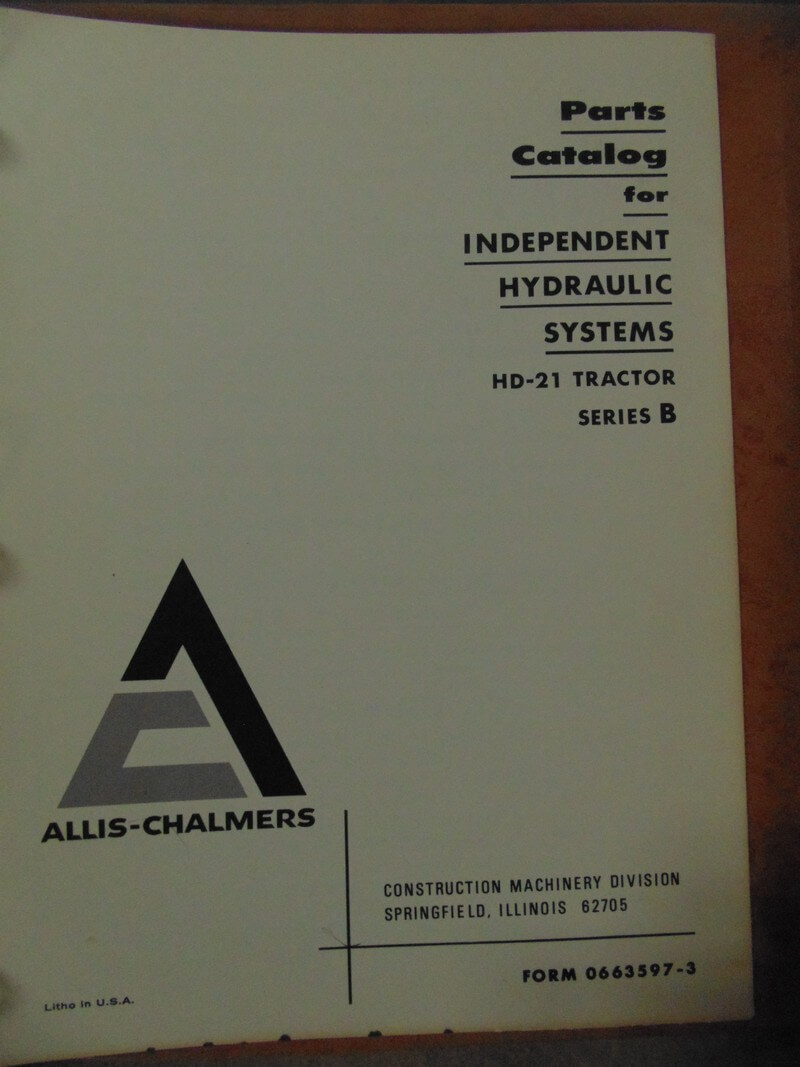 Parts
Catalog
for
INDEPENDENT
HYDRAULIC
SYSTEMS
HD-21 TRACTOR
SERIES B
ALLIS-CHALMERS
CONSTRUCTION MACHINERY DIVISION
SPRINGFIELD, ILLINOIS 62705
FORM 0663597-3
Litho in U.S.A.